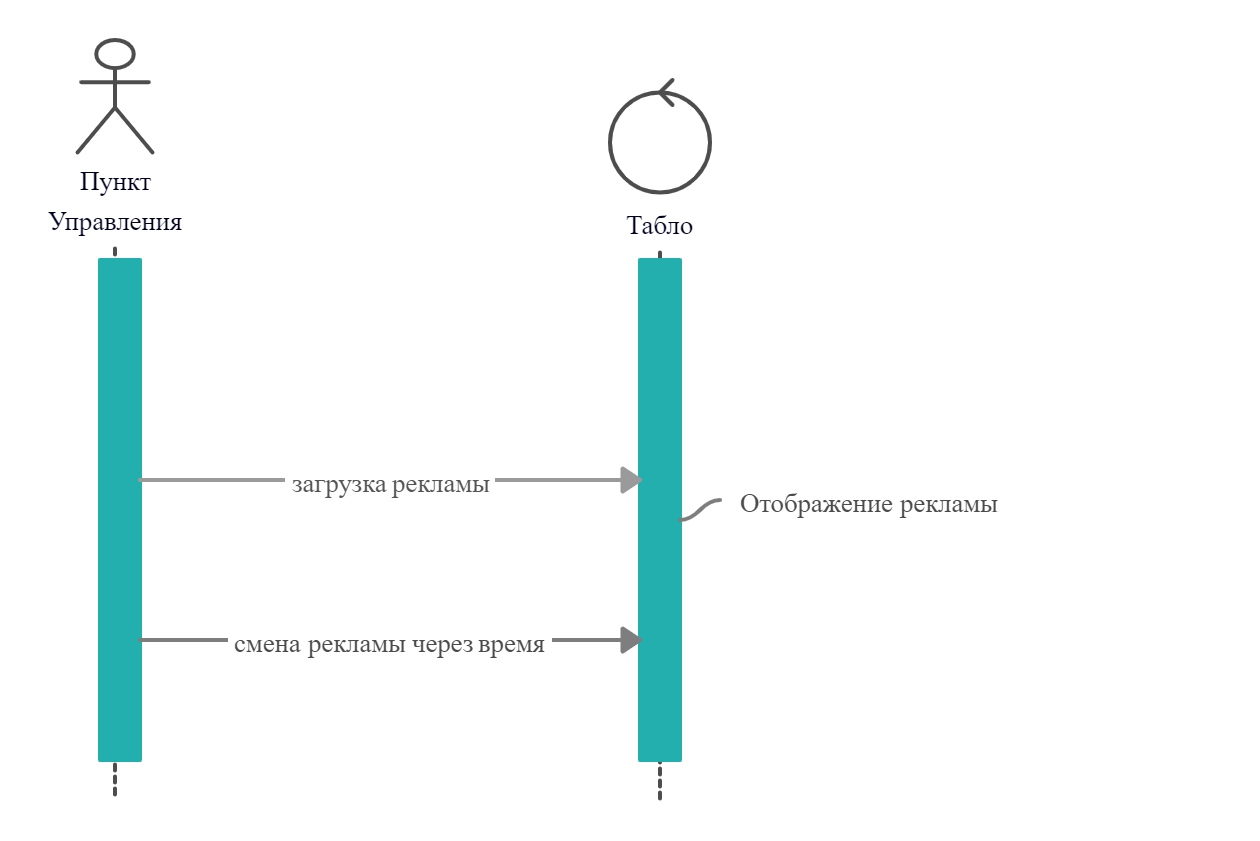 Пункт
Управления
Табло
загрузка рекламы
Отображение рекламы
смена рекламы через время